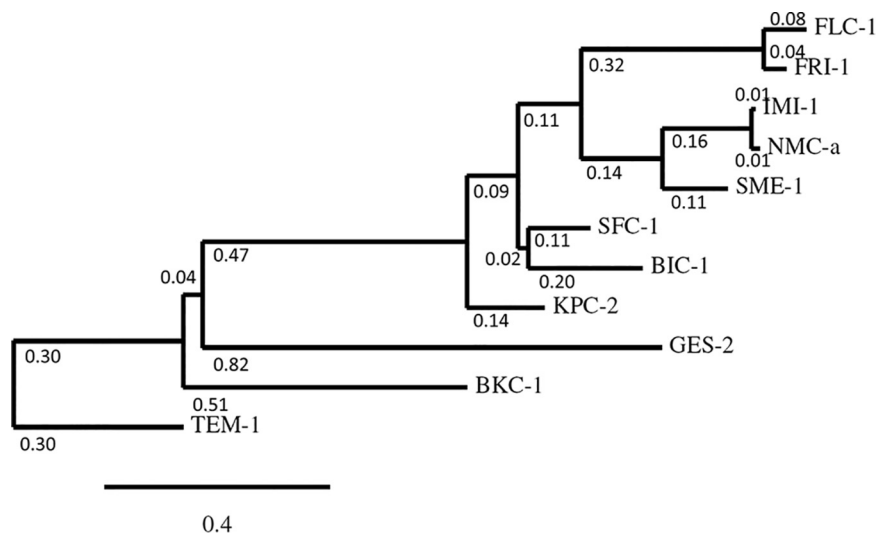 0.08 FLC-1
0.32 0.04 FRI-1
0.01 IMI-1
0.11 0.16 NMC-a
0.01
0.14 SME-1
0.09 0.11
SFC-1
0.11
0.47 0.02 BIC-1
0.04 0.20
KPC-2
0.14
GES-2
0.30 0.82
BKC-1
0.51
TEM-1
0.30
0.4